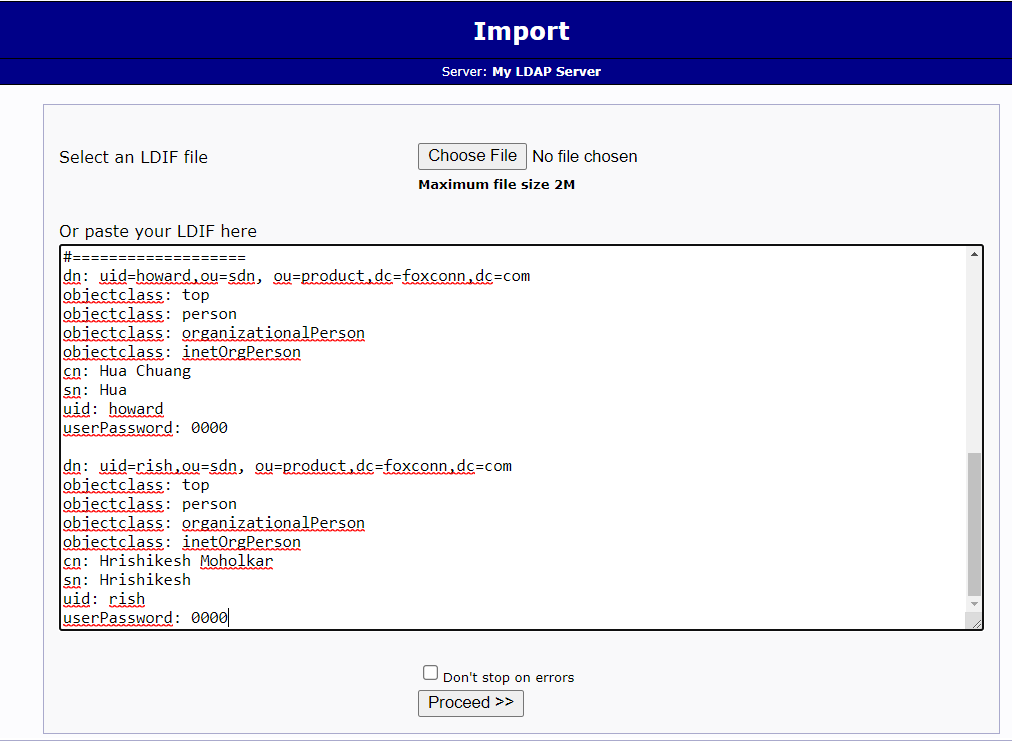 Import
Server: My LDAP Server
Select an LDIF file
Choose File No file chosen
Maximum file size 2M
Or paste your LDIF here
#===================
dn: uid=howard,ou=sdn, ou=product,dc=foxconn,dc=com
objectclass: top
objectclass: person
objectclass: organizationalPerson
objectclass: inetOrgPerson
cn: Hua Chuang
sn: Hua
uid: howard
userPassword: 0000
dn: uid=rish,ou=sdn, ou=product,dc=foxconn,dc=com
objectclass: top
objectclass: person
objectclass: organizationalPerson
objectclass: inetOrgPerson
cn: Hrishikesh Moholkar
sn: Hrishikesh
uid: rish
userPassword: 0000
Don't stop on errors
Proceed >>